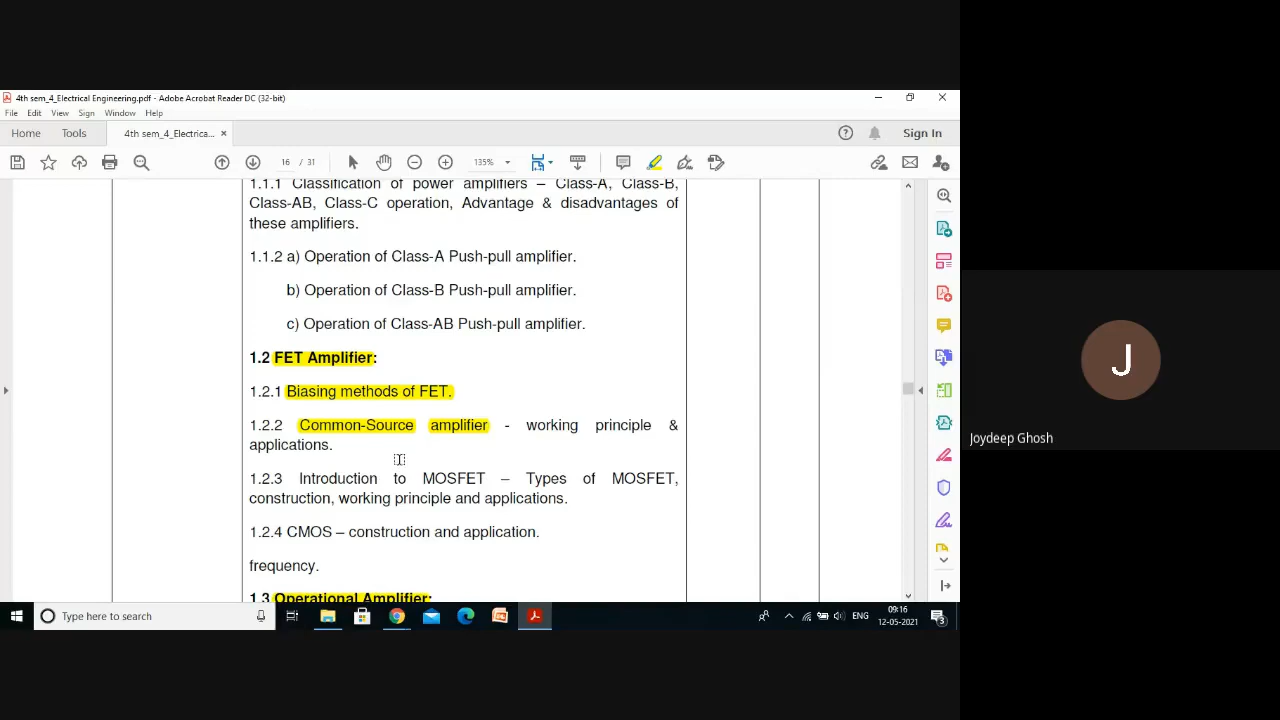 4th sem_4_Electrical Engineering.pdf - Adobe Acrobat Reader DC (32-bit)
File Edit View Sign Window Help
Home Tools 4th sem_4_Electrica... × ? Sign In
16 / 31 135%
1.1.1 Classification of power amplifiers – Class-A, Class-B,
Class-AB, Class-C operation, Advantage & disadvantages of
these amplifiers.
1.1.2 a) Operation of Class-A Push-pull amplifier.
b) Operation of Class-B Push-pull amplifier.
c) Operation of Class-AB Push-pull amplifier.
1.2 FET Amplifier:
1.2.1 Biasing methods of FET.
1.2.2 Common-Source amplifier - working principle &
applications.
1.2.3 Introduction to MOSFET – Types of MOSFET,
construction, working principle and applications.
1.2.4 CMOS – construction and application.
frequency.
1.3 Operational Amplifier:
J
Joydeep Ghosh
Type here to search
ENG
09:16
12-05-2021
3